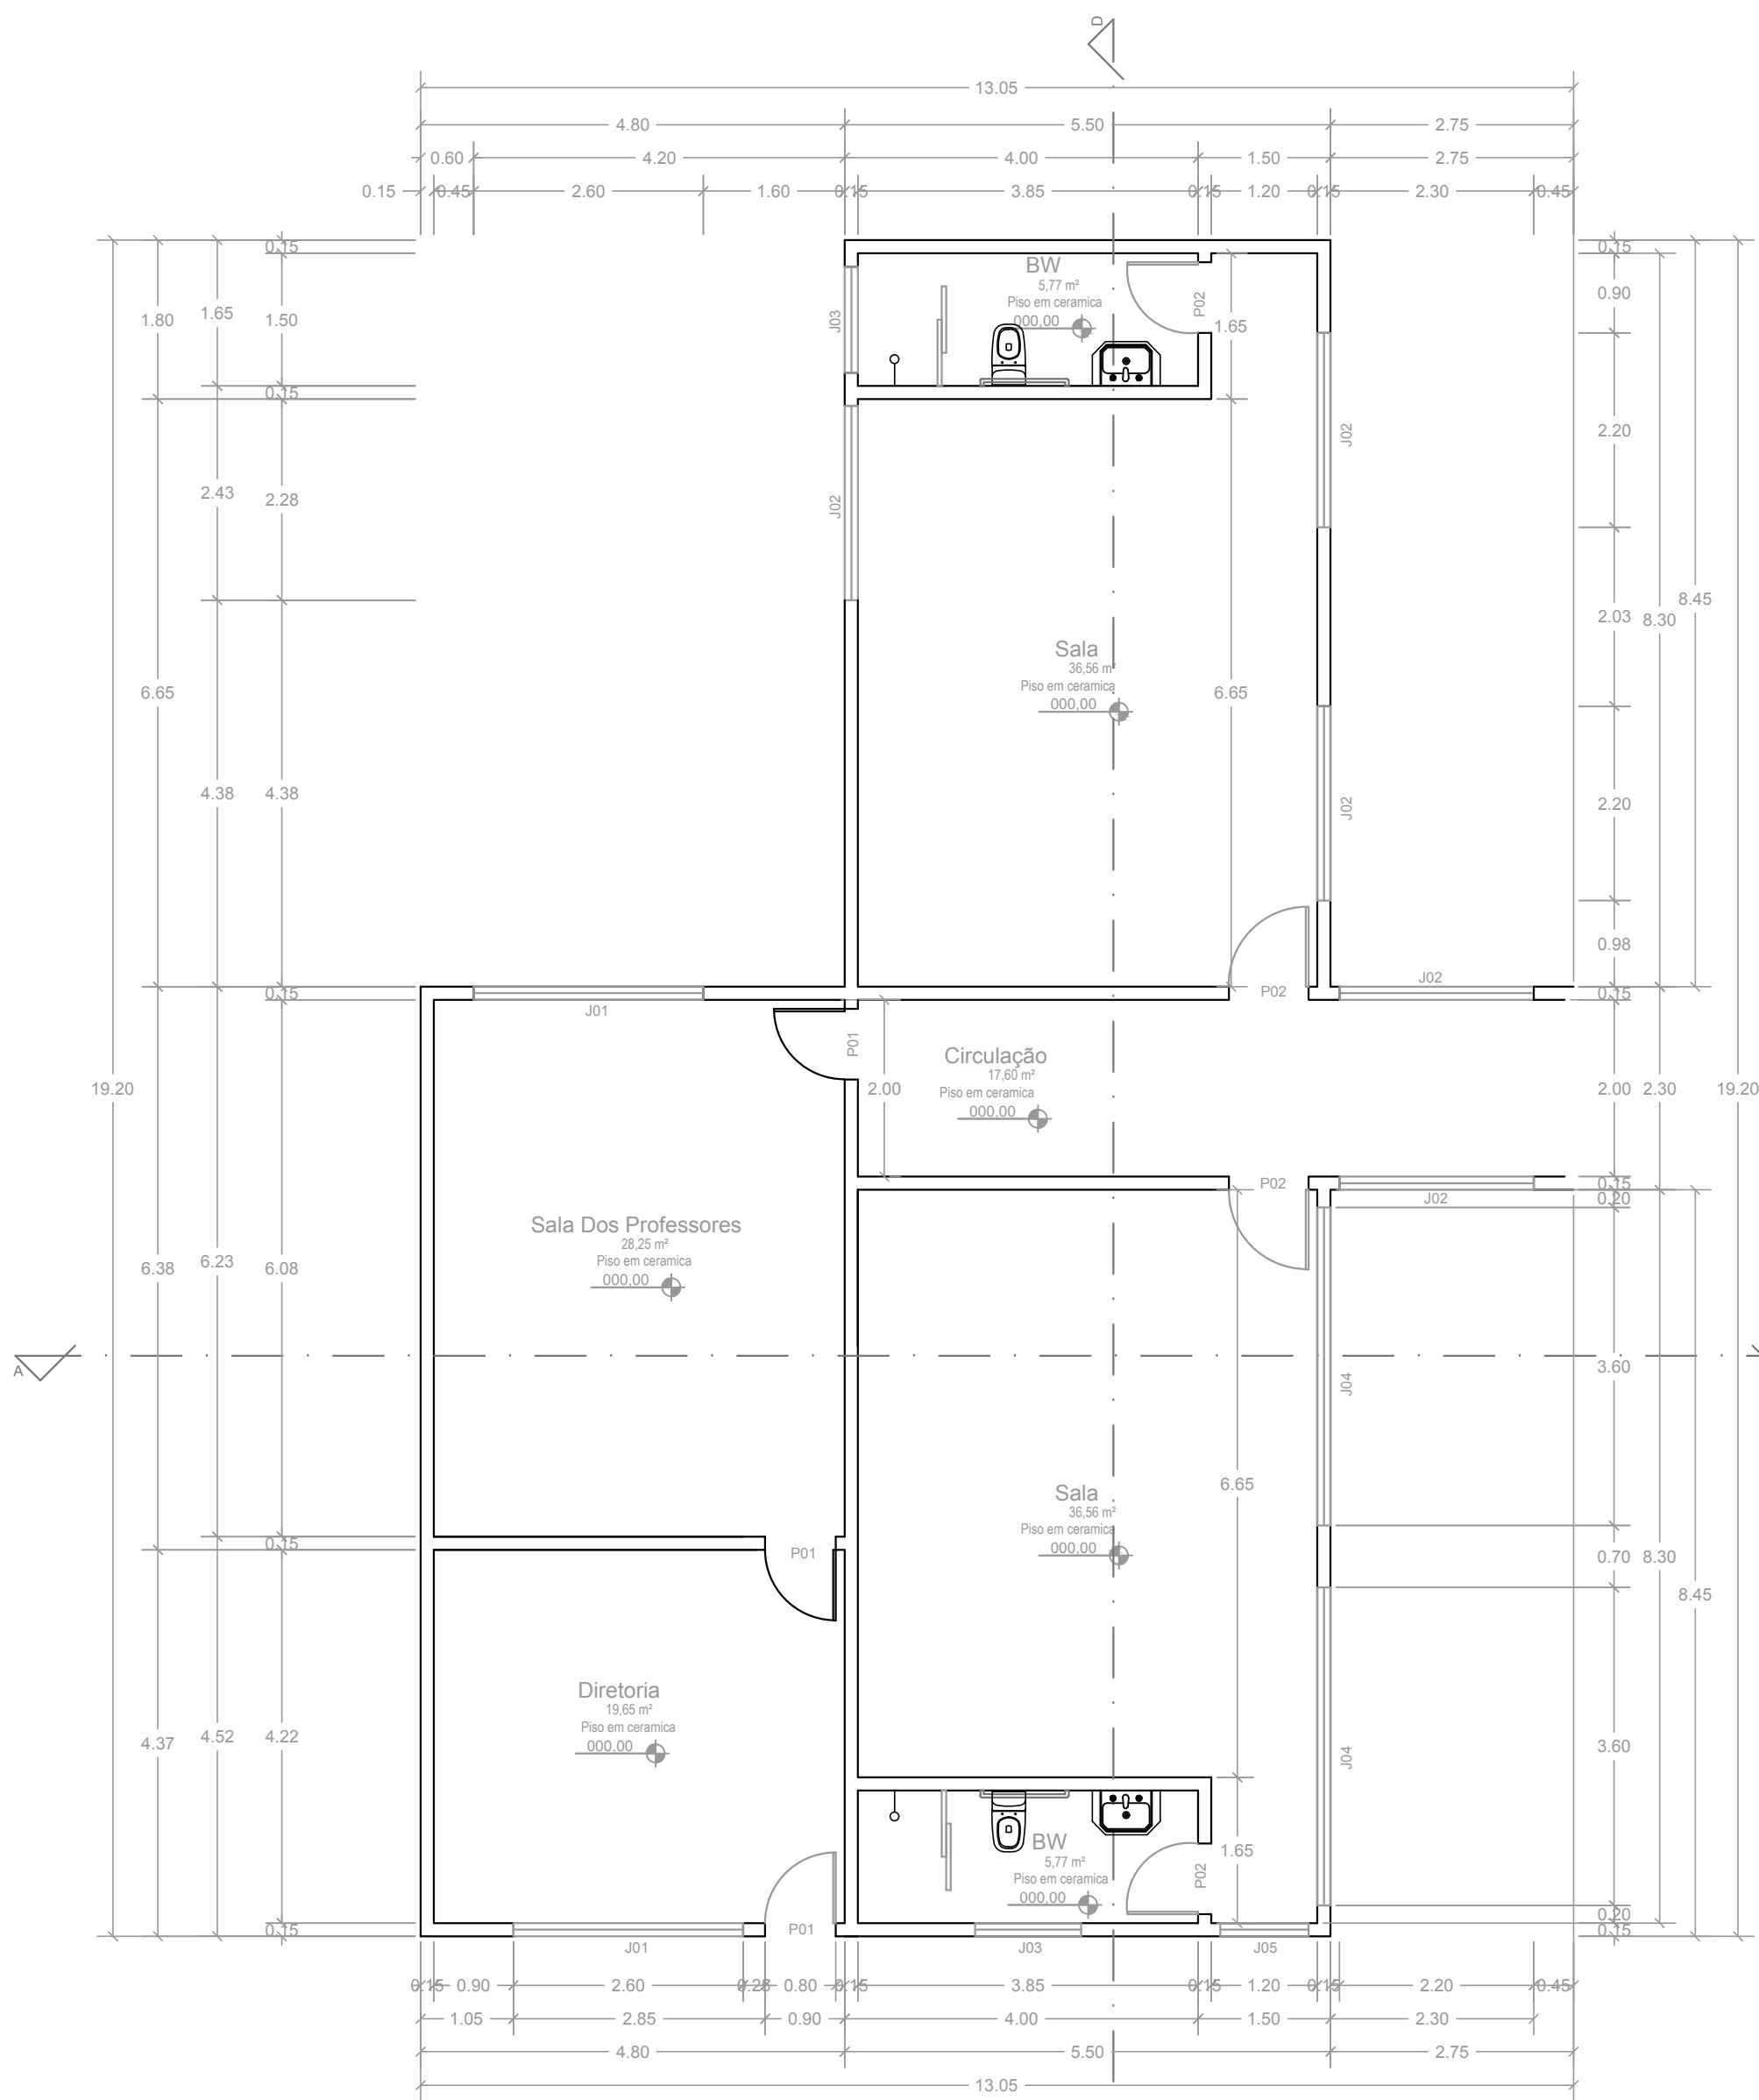 D
13.05
4.80 5.50 2.75
0.60 4.20 4.00 1.50 2.75
0.15 0.45 2.60 1.60 0.15 3.85 0.15 1.20 0.15 2.30 0.45
0.15 0.15
BW
5,77 m²
Piso em ceramica
000,00
P02
J03
0.90
1.80 1.65 1.50 1.65
0.15
2.20
J02 J02
2.43 2.28
2.03 8.30 8.45
Sala
36,56 m²
Piso em ceramica
000,00
6.65 6.65
4.38 4.38 2.20
J02
0.98
J02
0.15 P02 0.15
J01
P01
Circulação
17,60 m²
Piso em ceramica
000,00
19.20 2.00 2.00 2.30 19.20
P02 0.15
J02 0.20
Sala Dos Professores
28,25 m²
Piso em ceramica
000,00
6.38 6.23 6.08
A
3.60
J04
6.65
Sala
36,56 m²
Piso em ceramica
000,00
0.15 P01 0.70 8.30
8.45
Diretoria
19,65 m²
Piso em ceramica
000,00
4.37 4.52 4.22 3.60
J04
BW
5,77 m²
Piso em ceramica
000,00
1.65
P02
0.20
0.15 P01 0.15
J01 J03 J05
0.15 0.90 2.60 0.25 0.80 0.15 3.85 0.15 1.20 0.15 2.20 0.45
1.05 2.85 0.90 4.00 1.50 2.30
4.80 5.50 2.75
13.05